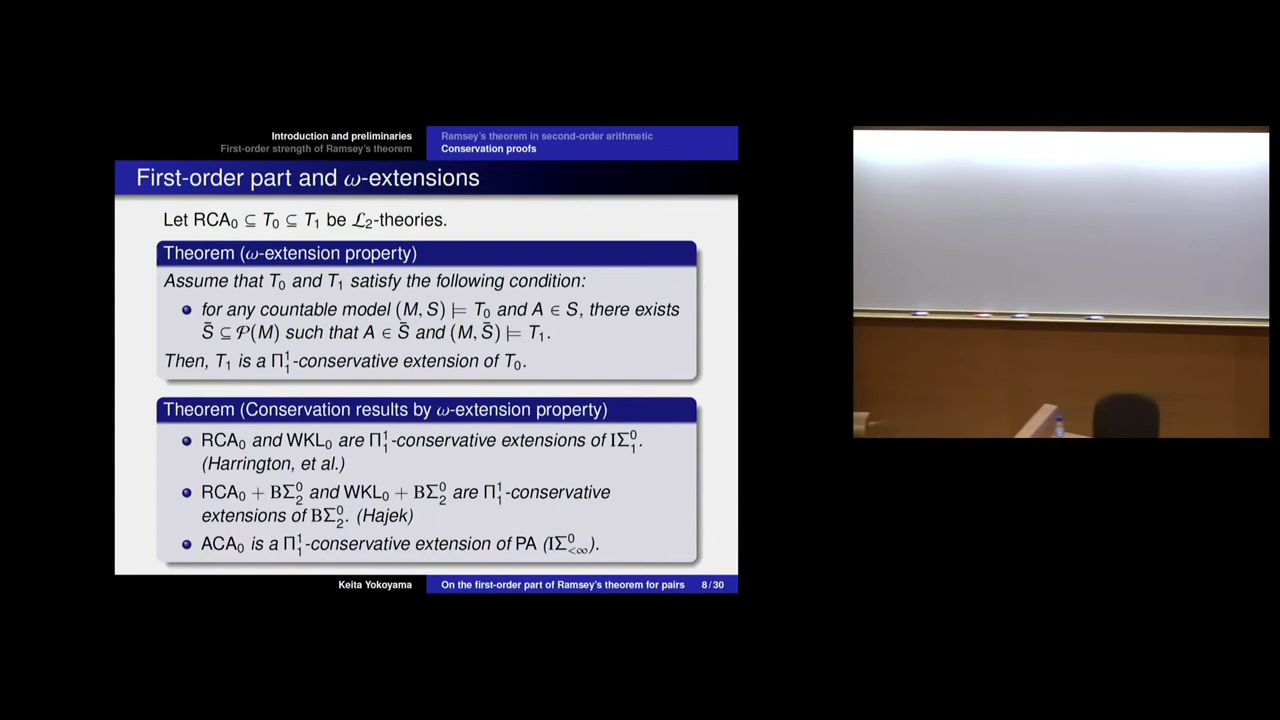 Introduction and preliminaries
First-order strength of Ramsey's theorem
Ramsey's theorem in second-order arithmetic
Conservation proofs
First-order part and ω-extensions
Let RCA₀ ⊆ T₀ ⊆ T₁ be ℒ₂-theories.
Theorem (ω-extension property)
Assume that T₀ and T₁ satisfy the following condition:
for any countable model (M, S) ⊨ T₀ and A ∈ S, there exists
S̄ ⊆ 𝒫(M) such that A ∈ S̄ and (M, S̄) ⊨ T₁.
Then, T₁ is a Π¹₁-conservative extension of T₀.
Theorem (Conservation results by ω-extension property)
RCA₀ and WKL₀ are Π¹₁-conservative extensions of IΣ⁰₁.
(Harrington, et al.)
RCA₀ + BΣ⁰₂ and WKL₀ + BΣ⁰₂ are Π¹₁-conservative
extensions of BΣ⁰₂. (Hajek)
ACA₀ is a Π¹₁-conservative extension of PA (IΣ⁰_{<∞}).
Keita Yokoyama
On the first-order part of Ramsey's theorem for pairs
8 / 30